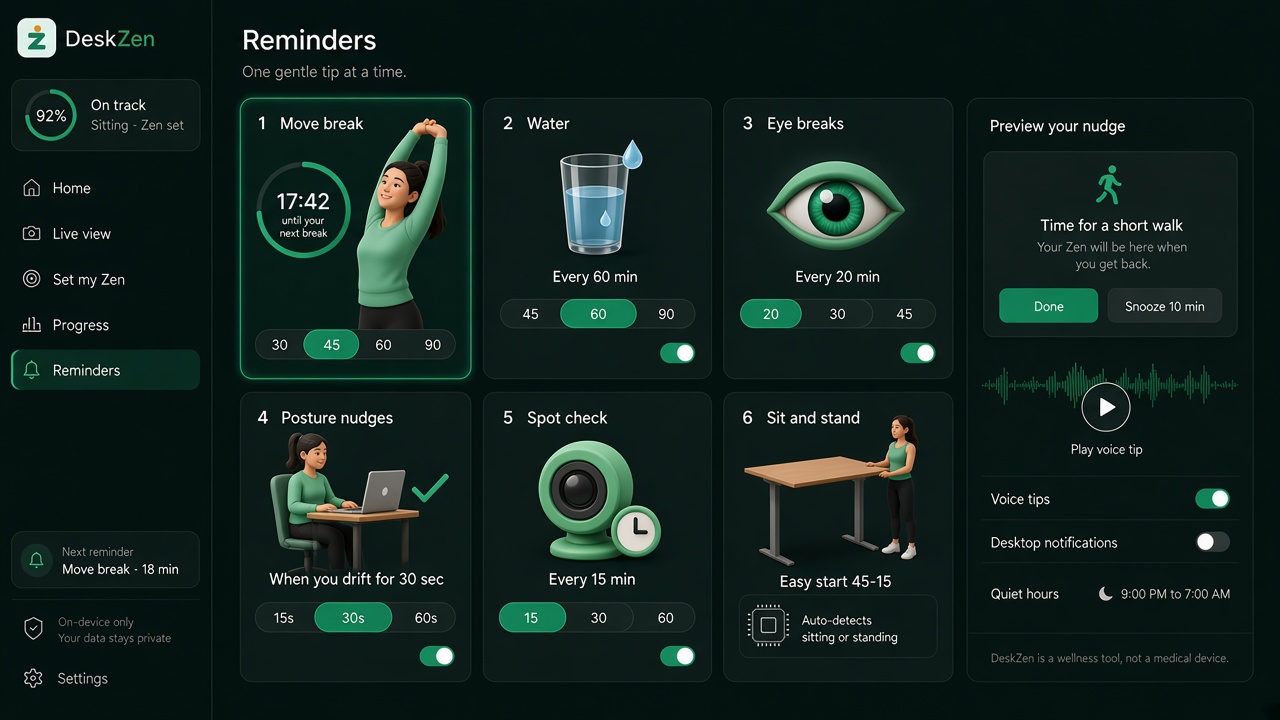 DeskZen
92%
On track
Sitting - Zen set
Home
Live view
Set my Zen
Progress
Reminders
Next reminder
Move break - 18 min
On-device only
Your data stays private
Settings
Reminders
One gentle tip at a time.
1 Move break
17:42
until your
next break
30 45 60 90
2 Water
Every 60 min
45 60 90
3 Eye breaks
Every 20 min
20 30 45
4 Posture nudges
When you drift for 30 sec
15s 30s 60s
5 Spot check
Every 15 min
15 30 60
6 Sit and stand
Easy start 45-15
Auto-detects
sitting or standing
Preview your nudge
Time for a short walk
Your Zen will be here when
you get back.
Done Snooze 10 min
Play voice tip
Voice tips
Desktop notifications
Quiet hours 9:00 PM to 7:00 AM
DeskZen is a wellness tool, not a medical device.